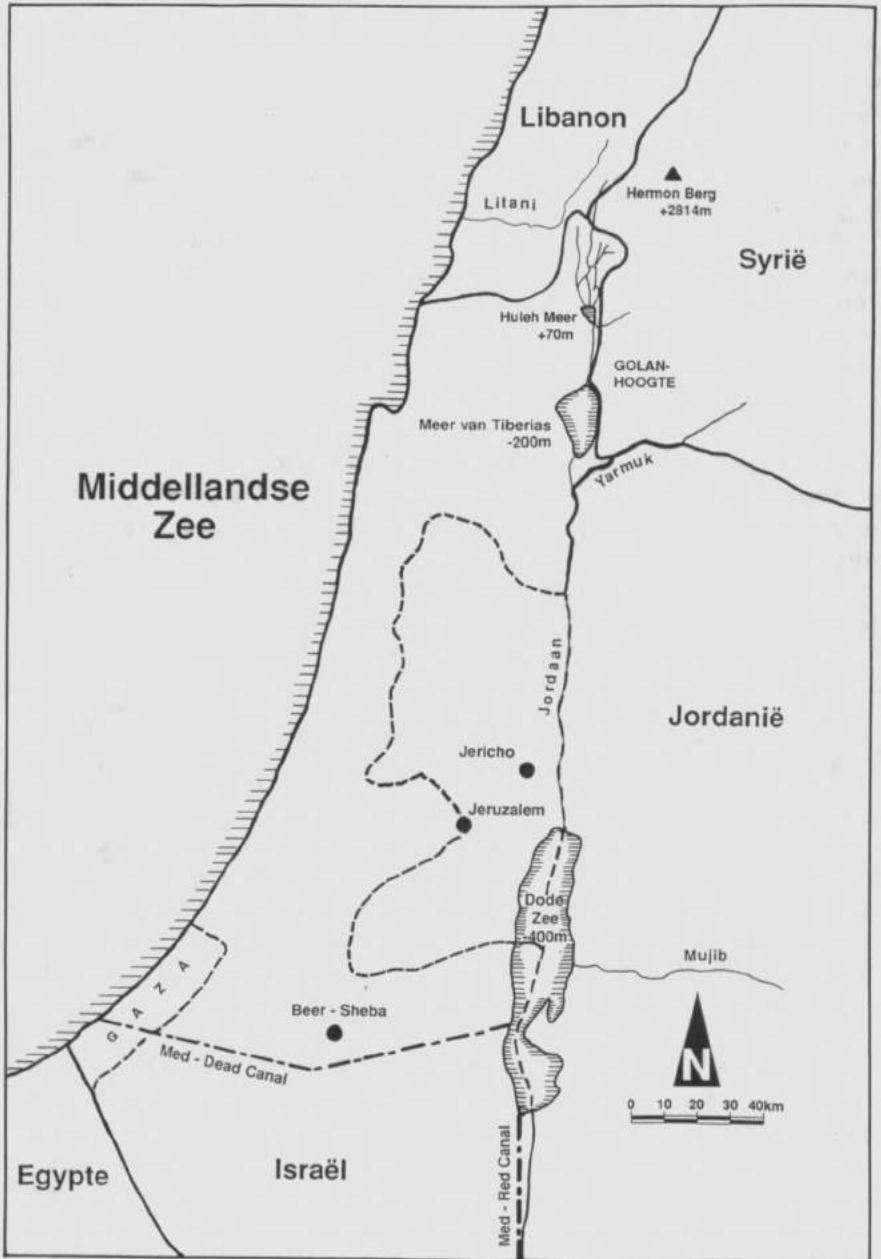 Libanon
Litani
Hermon Berg
+2814m
Syrië
Huleh Meer
+70m
GOLAN-
HOOGTE
Meer van Tiberias
-200m
Yarmuk
Middellandse
Zee
Jordaan
Jordanië
Jericho
Jeruzalem
Dode
Zee
-400m
Mujib
GAZA
Beer - Sheba
Med - Dead Canal
N
0 10 20 30 40km
Egypte
Israël
Med - Red Canal